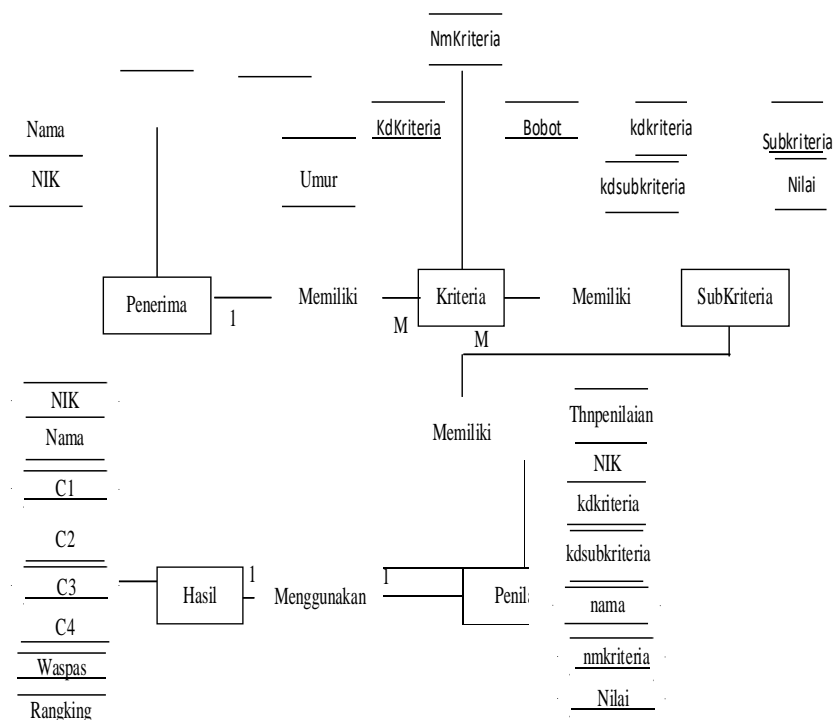 NmKriteria
Nama
KdKriteria
Bobot
kdkriteria
Subkriteria
NIK
Umur
kdsubkriteria
Nilai
Penerima
1
Memiliki
M
Kriteria
M
Memiliki
SubKriteria
NIK
Nama
C1
C2
C3
C4
Waspas
Rangking
Memiliki
Thnpenilaian
NIK
kdkriteria
kdsubkriteria
nama
nmkriteria
Nilai
Hasil
1
Menggunakan
1